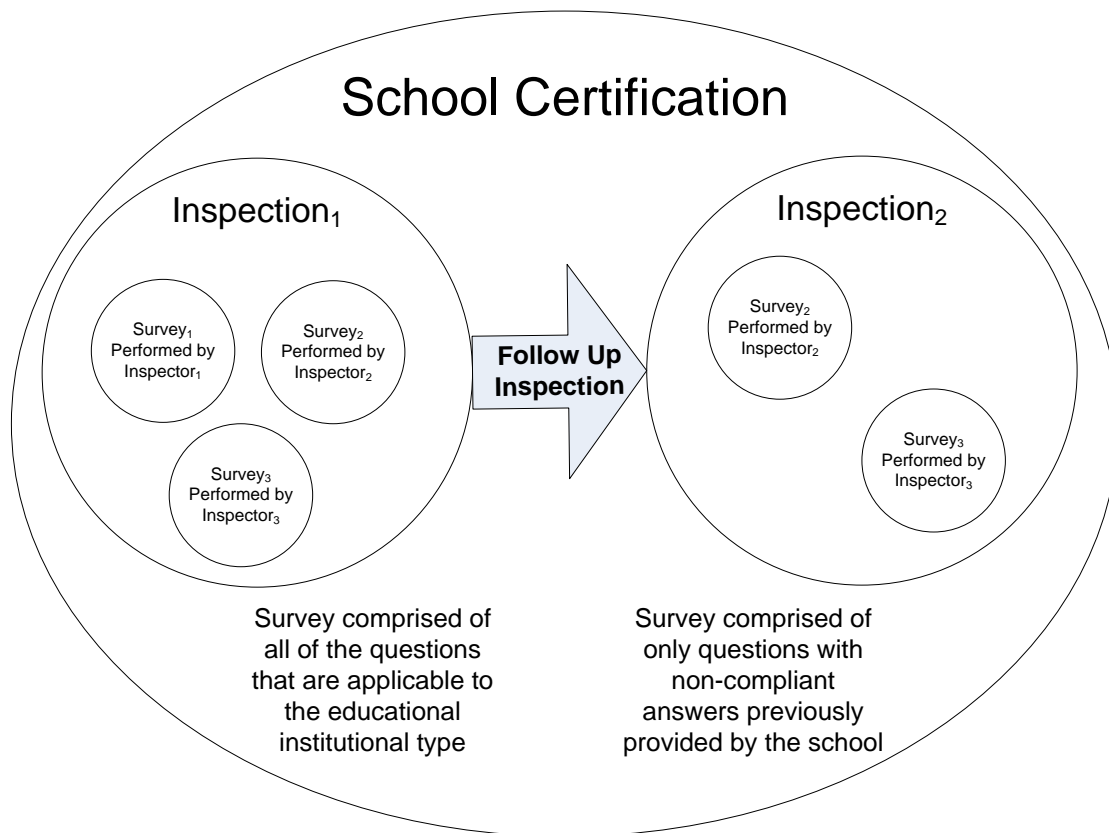 School Certification
Inspection₁
Survey₁
Performed by
Inspector₁
Survey₂
Performed by
Inspector₂
Survey₃
Performed by
Inspector₃
Follow Up
Inspection
Inspection₂
Survey₂
Performed by
Inspector₂
Survey₃
Performed by
Inspector₃
Survey comprised of
all of the questions
that are applicable to
the educational
institutional type
Survey comprised of
only questions with
non-compliant
answers previously
provided by the school